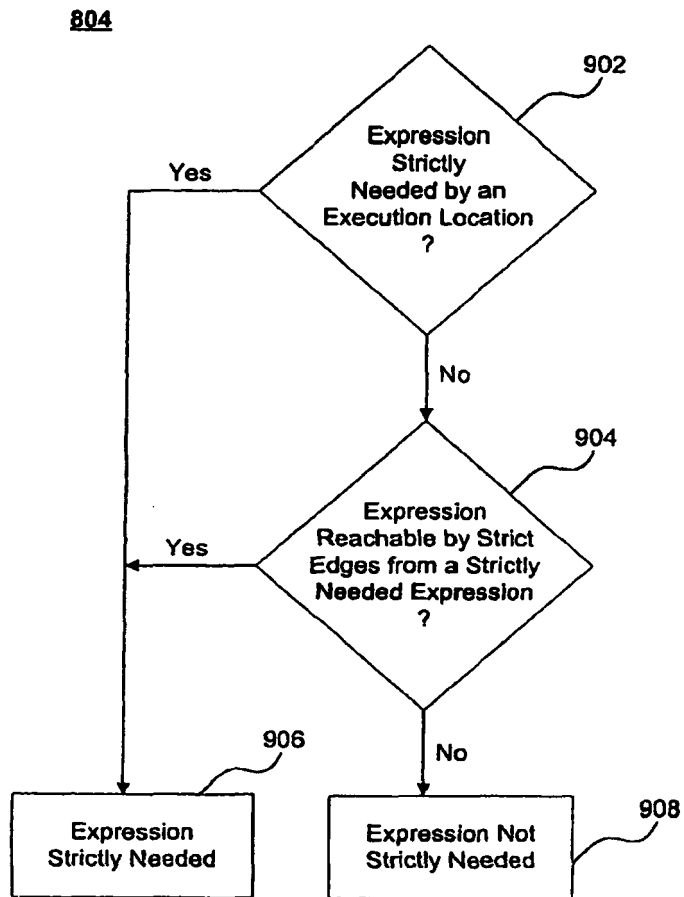 804
902
Expression
Strictly
Needed by an
Execution Location
?
Yes
No
904
Expression
Reachable by Strict
Edges from a Strictly
Needed Expression
?
Yes
No
906
Expression
Strictly Needed
908
Expression Not
Strictly Needed